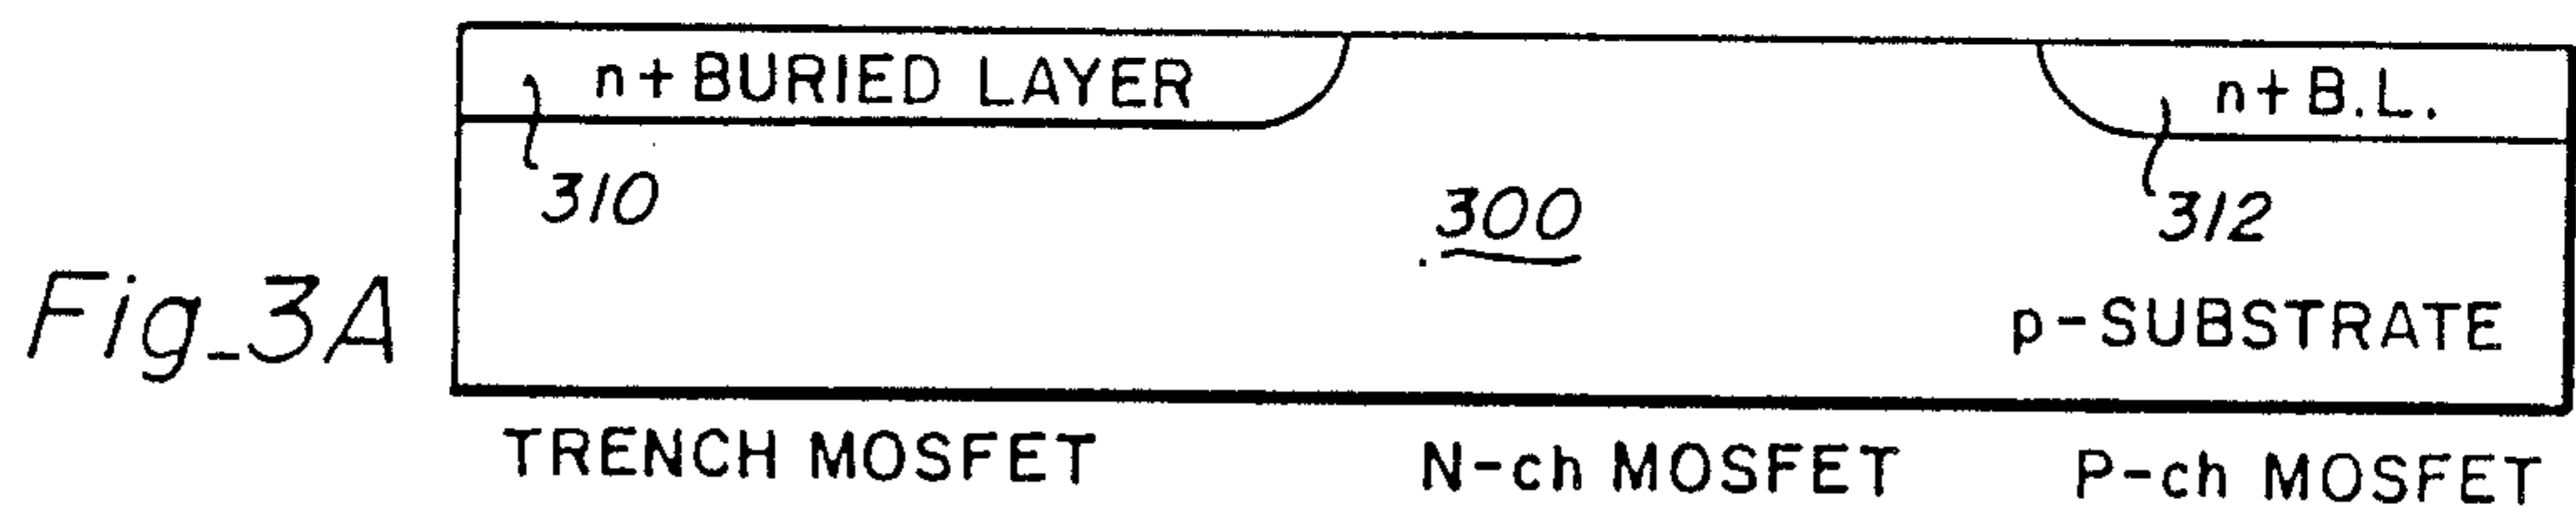 n+ BURIED LAYER
n+ B.L.
310
300
312
p-SUBSTRATE
Fig_3A
TRENCH MOSFET
N-ch MOSFET
P-ch MOSFET